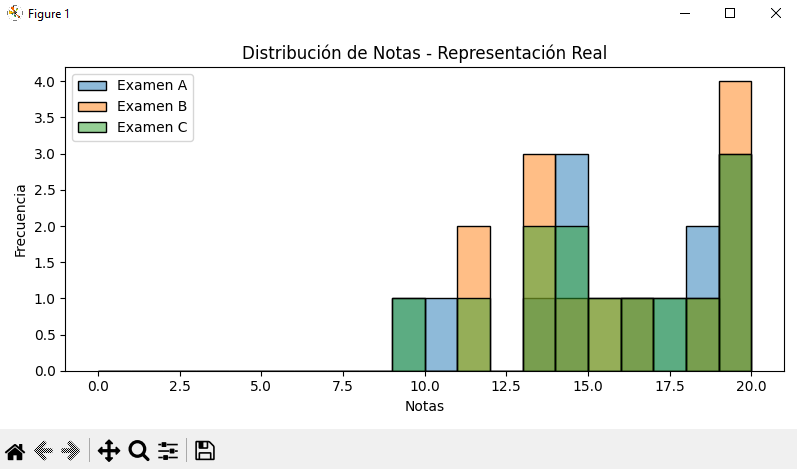 Figure 1
Distribución de Notas - Representación Real
Examen A
Examen B
Examen C
4.0
3.5
3.0
2.5
2.0
1.5
1.0
0.5
0.0
Frecuencia
0.0 2.5 5.0 7.5 10.0 12.5 15.0 17.5 20.0
Notas